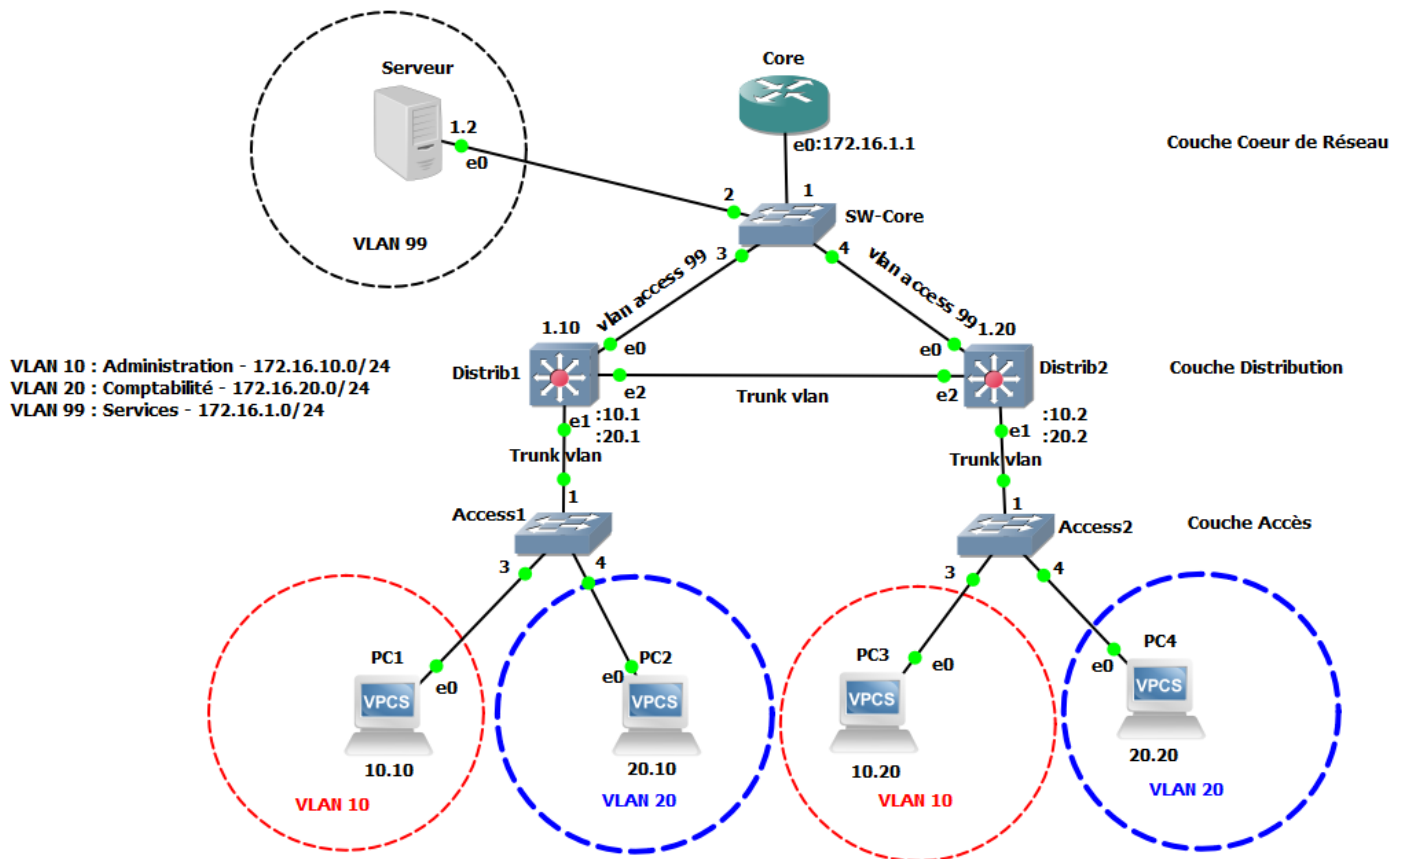 Core
Serveur
1.2
e0
e0:172.16.1.1
Couche Coeur de Réseau
2
1
SW-Core
VLAN 99
3
4
vlan access 99
vlan access 99
1.10
1.20
e0
e0
VLAN 10 : Administration - 172.16.10.0/24
VLAN 20 : Comptabilité - 172.16.20.0/24
VLAN 99 : Services - 172.16.1.0/24
Distrib1
Distrib2
Couche Distribution
e2
Trunk vlan
e2
e1
:10.1
:20.1
e1
:10.2
:20.2
Trunk vlan
Trunk vlan
1
1
Access1
Access2
Couche Accès
3
4
3
4
PC1
e0
PC2
e0
PC3
e0
PC4
e0
VPCS
VPCS
VPCS
VPCS
10.10
20.10
10.20
20.20
VLAN 10
VLAN 20
VLAN 10
VLAN 20